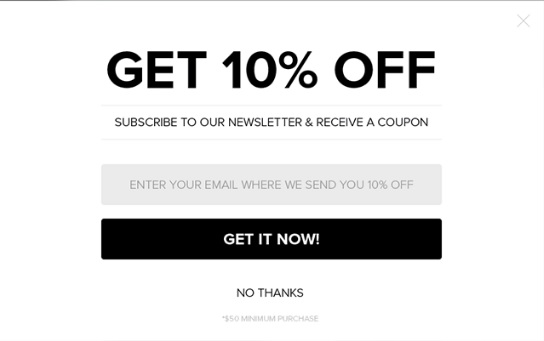 GET 10% OFF
SUBSCRIBE TO OUR NEWSLETTER & RECEIVE A COUPON
ENTER YOUR EMAIL WHERE WE SEND YOU 10% OFF
GET IT NOW!
NO THANKS
*$50 MINIMUM PURCHASE